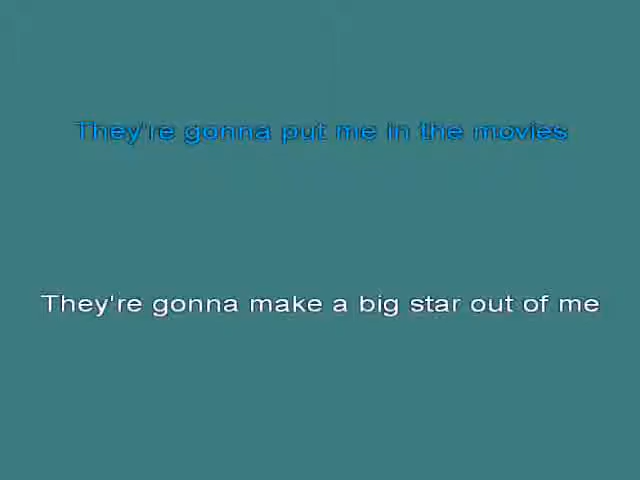 They're gonna put me in the movies
They're gonna make a big star out of me